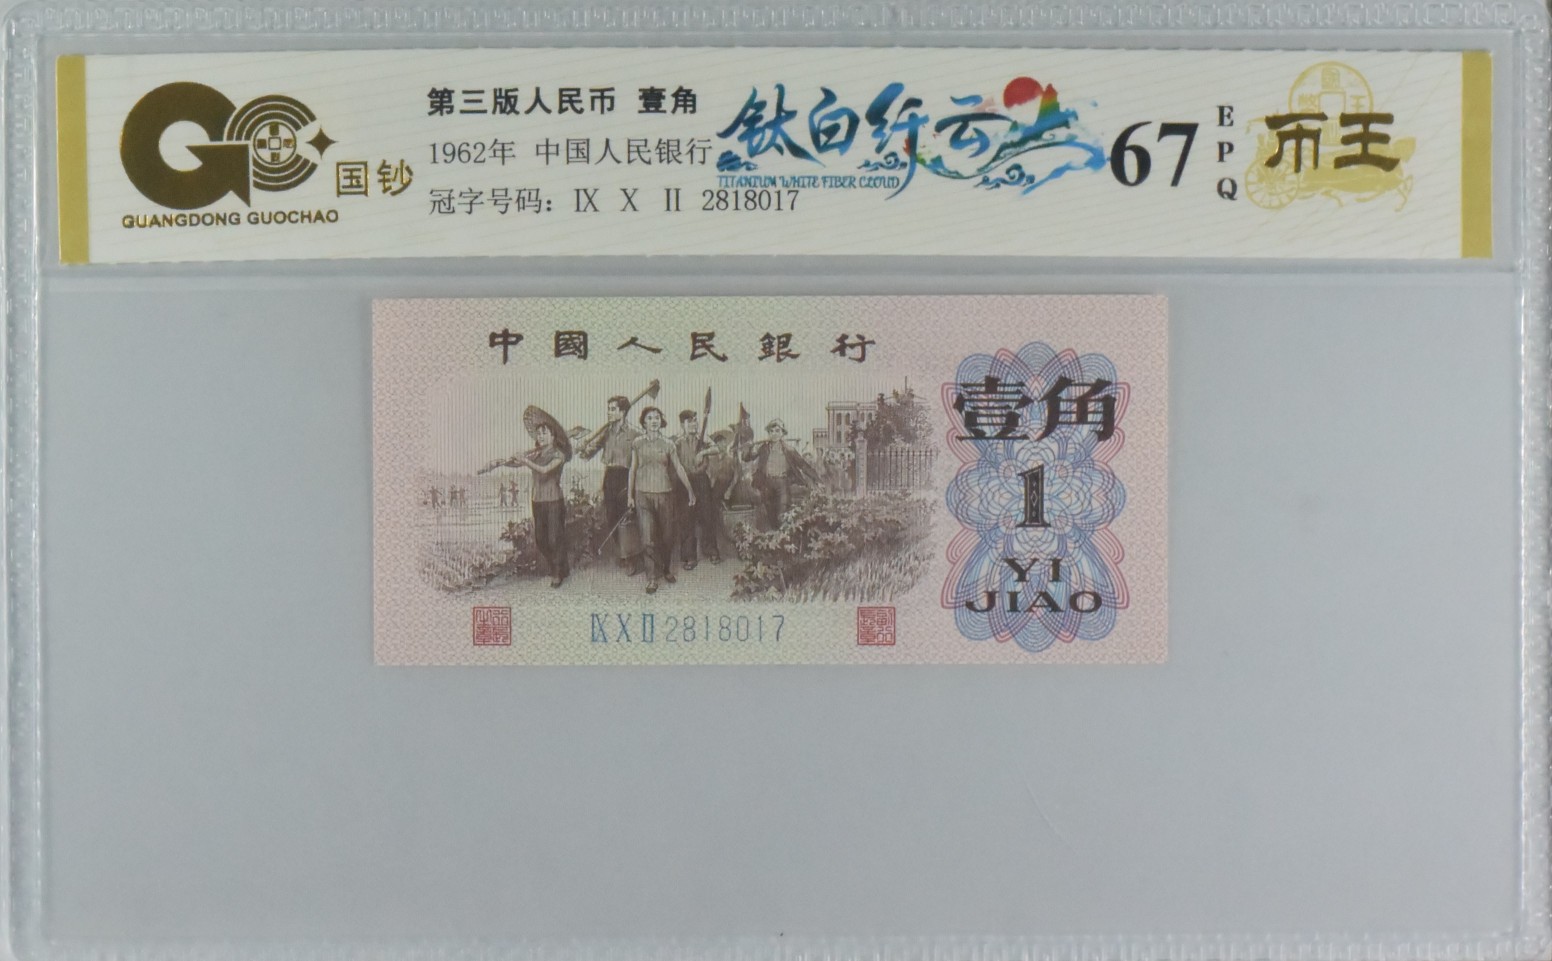 GUANGDONG GUOCHAO
国钞
第三版人民币 壹角
1962年 中国人民银行
冠字号码: Ⅸ Ⅹ Ⅱ 2818017
钛白纤云
TITANIUM WHITE FIBER CLOUD
67
EPQ
币王
中國人民銀行
壹角
1
YI
JIAO
ⅨⅩⅡ2818017